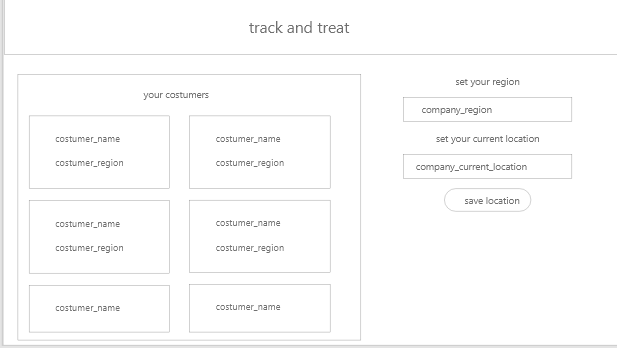 track and treat
your costumers
costumer_name
costumer_region
costumer_name
costumer_region
costumer_name
costumer_region
costumer_name
costumer_region
costumer_name
costumer_name
set your region
company_region
set your current location
company_current_location
save location